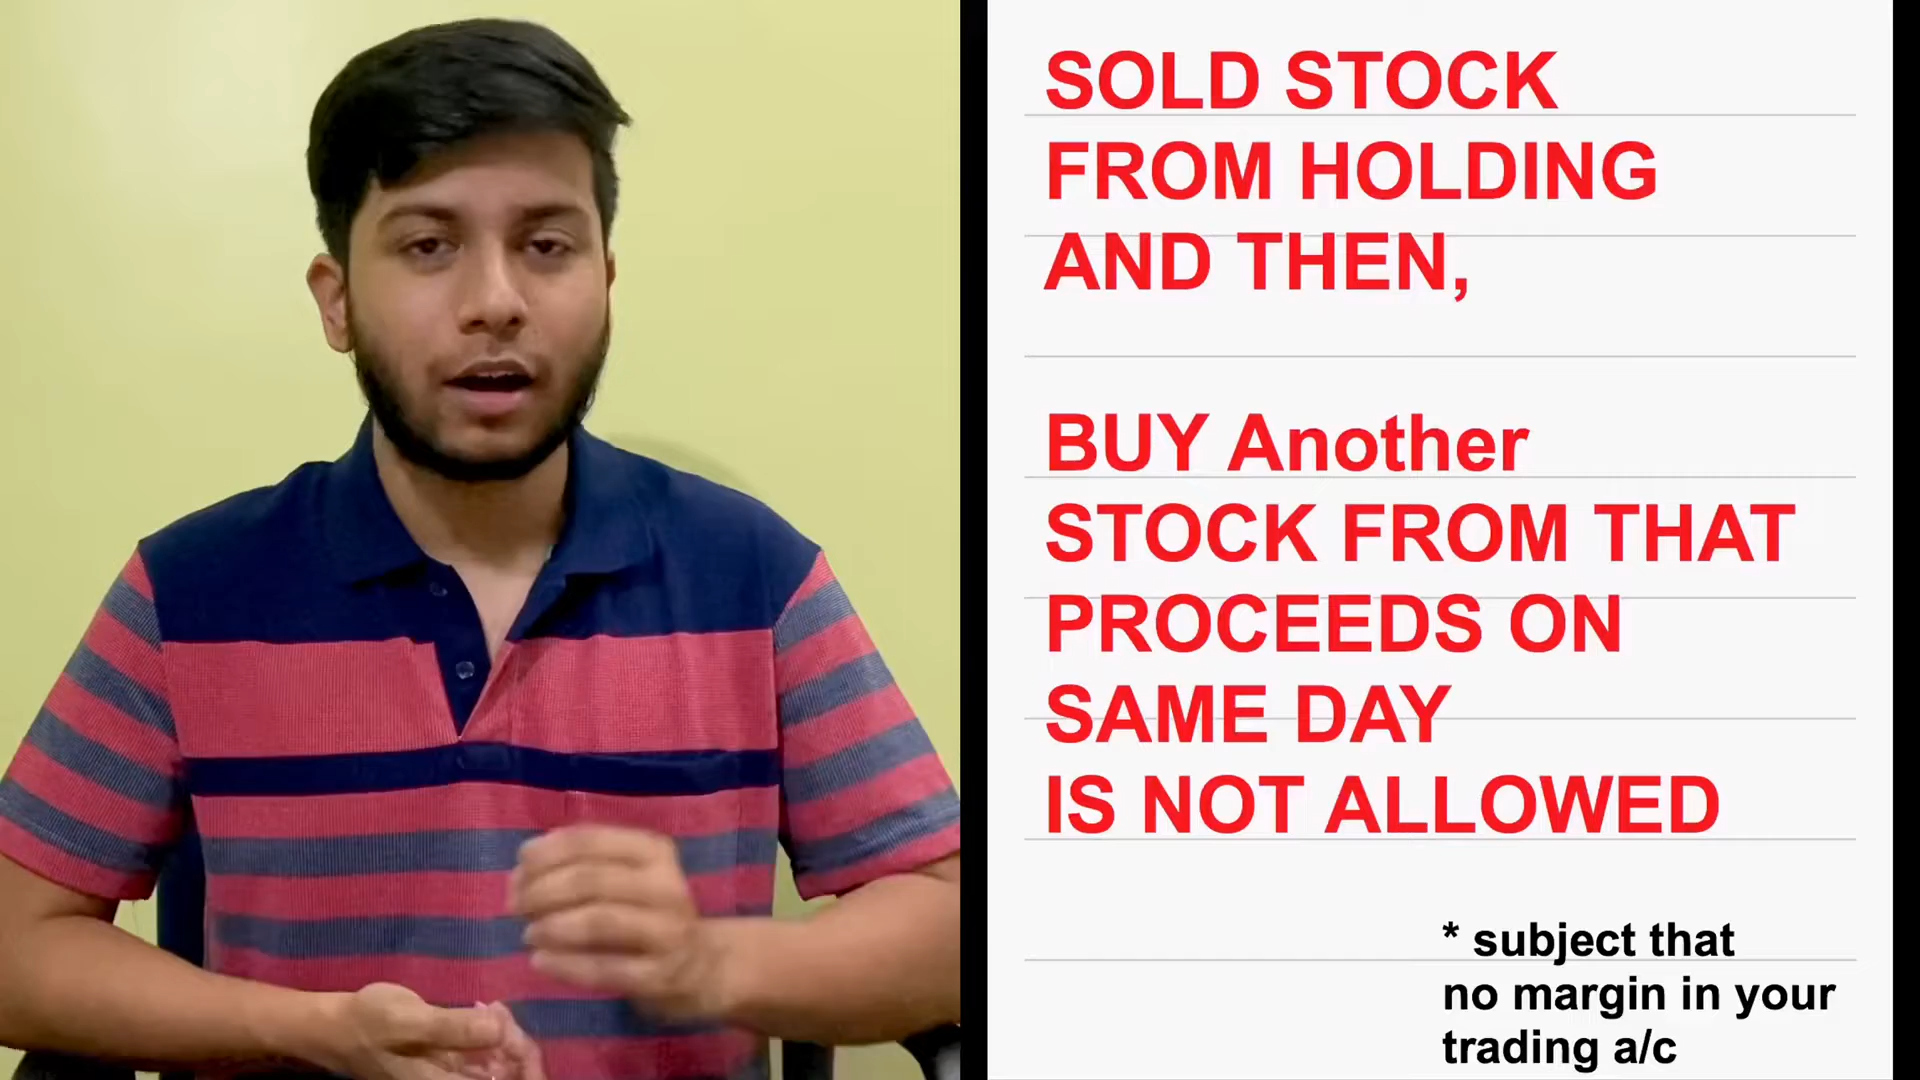 SOLD STOCK
FROM HOLDING
AND THEN,
BUY Another
STOCK FROM THAT
PROCEEDS ON
SAME DAY
IS NOT ALLOWED
* subject that
no margin in your
trading a/c